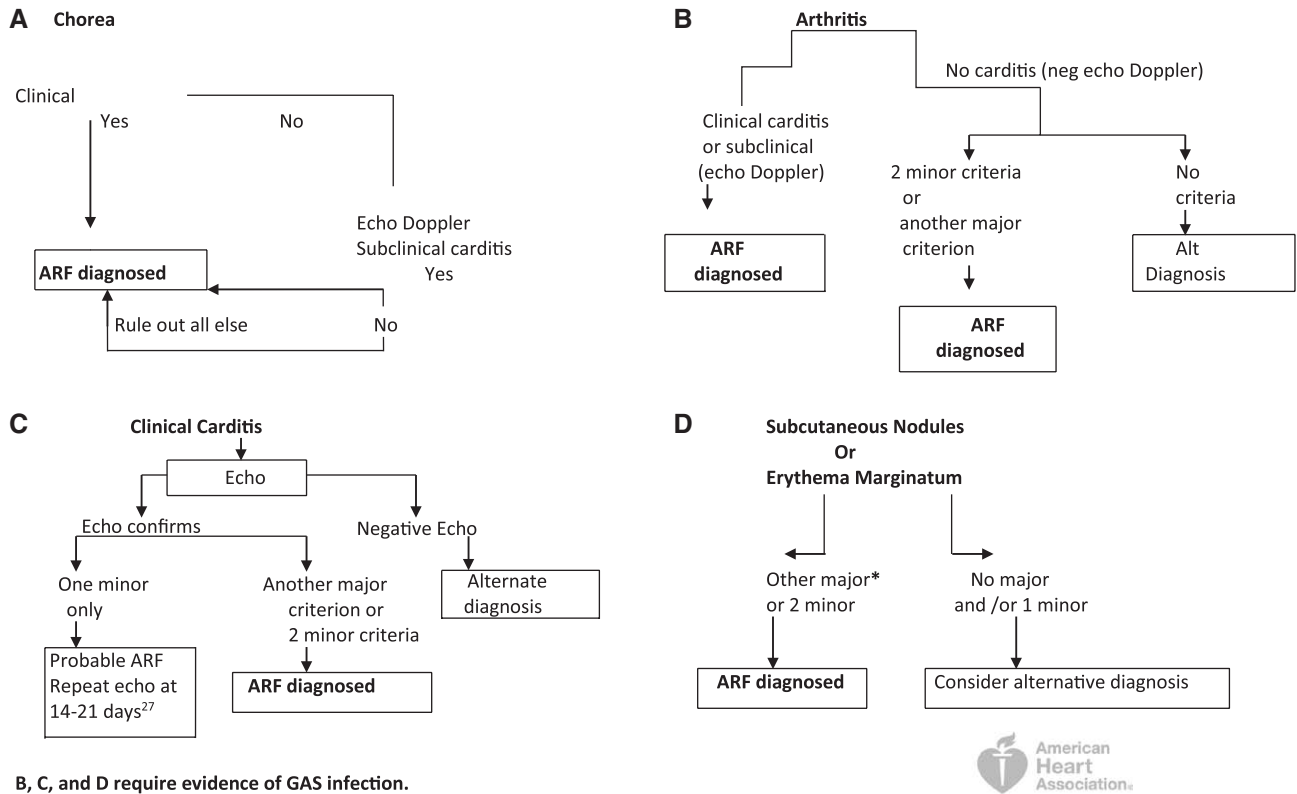 A Chorea
Clinical
Yes
No
Echo Doppler
Subclinical carditis
Yes
ARF diagnosed
Rule out all else
No
B Arthritis
No carditis (neg echo Doppler)
Clinical carditis
or subclinical
(echo Doppler)
ARF
diagnosed
2 minor criteria
or
another major
criterion
ARF
diagnosed
No
criteria
Alt
Diagnosis
C Clinical Carditis
Echo
Echo confirms
Negative Echo
One minor
only
Probable ARF
Repeat echo at
14-21 days27
Another major
criterion or
2 minor criteria
ARF diagnosed
Alternate
diagnosis
D Subcutaneous Nodules
Or
Erythema Marginatum
Other major*
or 2 minor
ARF diagnosed
No major
and /or 1 minor
Consider alternative diagnosis
American
Heart
Association®
B, C, and D require evidence of GAS infection.